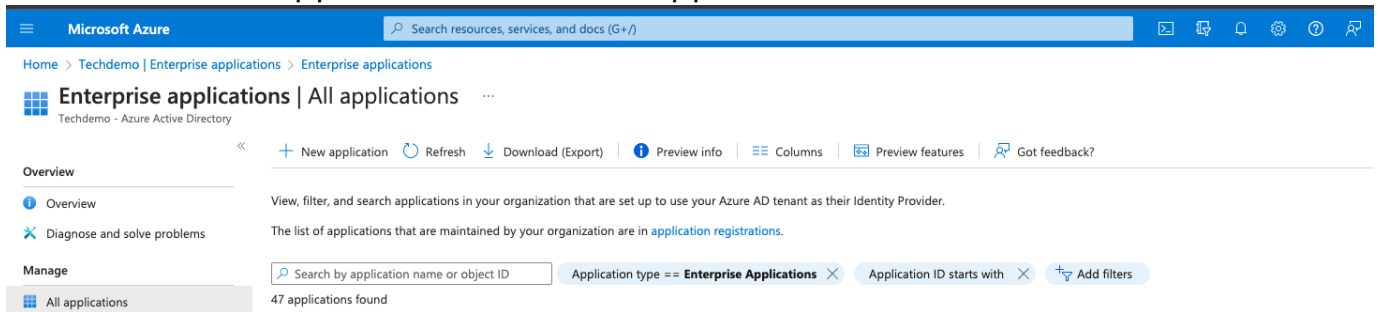 Microsoft Azure
Search resources, services, and docs (G+/)
Home > Techdemo | Enterprise applications > Enterprise applications
Enterprise applications | All applications ...
Techdemo - Azure Active Directory
«
+ New application Refresh Download (Export) Preview info Columns Preview features Got feedback?
Overview
Overview
Diagnose and solve problems
Manage
All applications
View, filter, and search applications in your organization that are set up to use your Azure AD tenant as their Identity Provider.
The list of applications that are maintained by your organization are in application registrations.
Search by application name or object ID
Application type == Enterprise Applications ×
Application ID starts with ×
Add filters
47 applications found